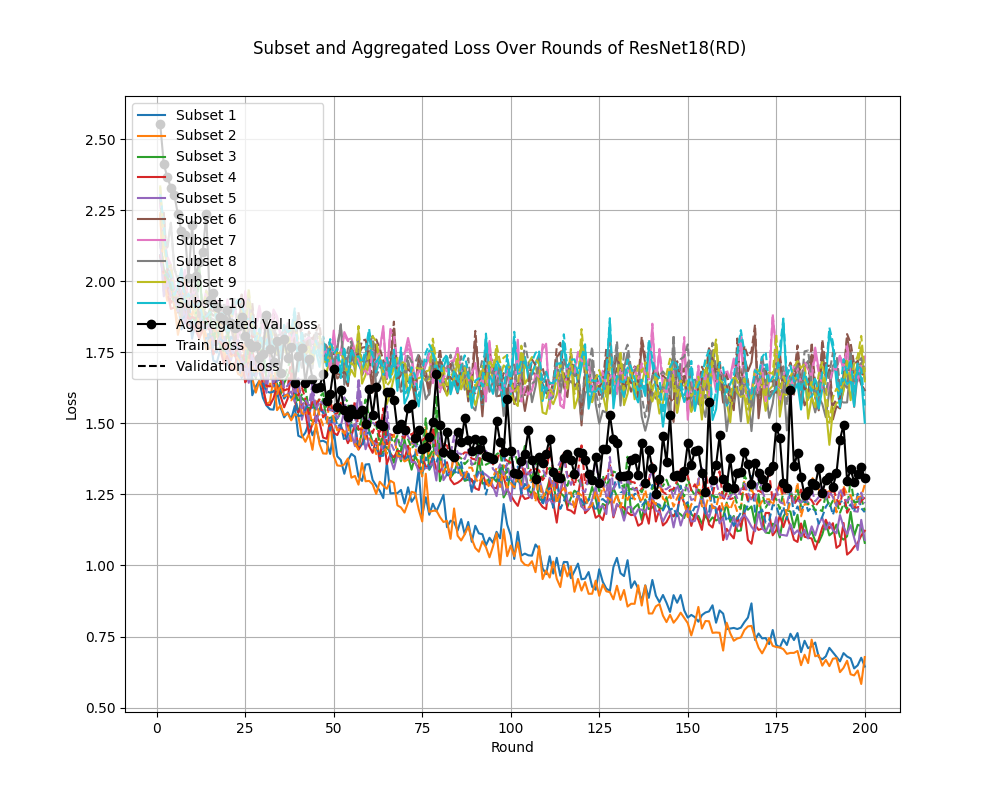 Subset and Aggregated Loss Over Rounds of ResNet18(RD)
2.50
2.25
2.00
1.75
1.50
1.25
1.00
0.75
0.50
Loss
Subset 1
Subset 2
Subset 3
Subset 4
Subset 5
Subset 6
Subset 7
Subset 8
Subset 9
Subset 10
Aggregated Val Loss
Train Loss
Validation Loss
0 25 50 75 100 125 150 175 200
Round